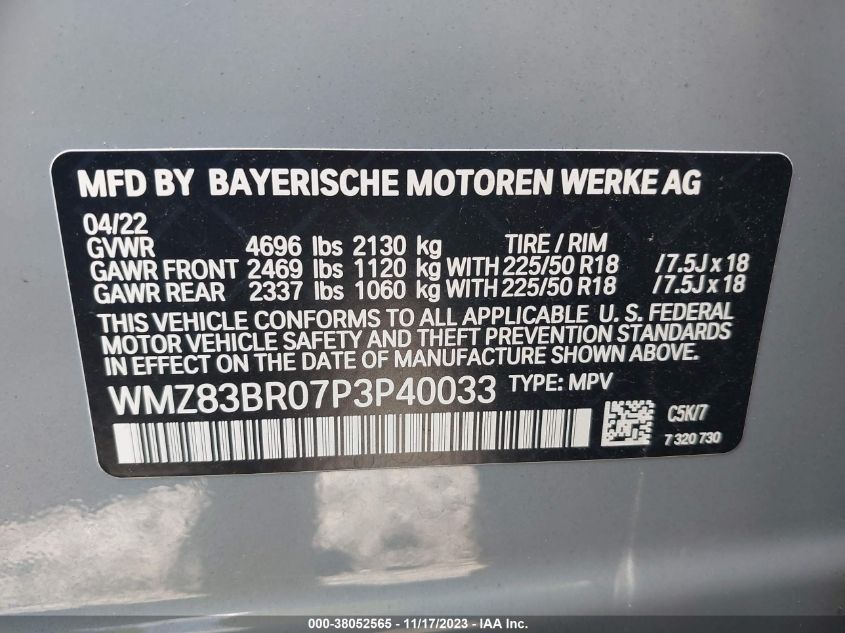 MFD BY BAYERISCHE MOTOREN WERKE AG
04/22
GVWR 4696 lbs 2130 kg TIRE / RIM
GAWR FRONT 2469 lbs 1120 kg WITH 225/50 R18 / 7.5J x 18
GAWR REAR 2337 lbs 1060 kg WITH 225/50 R18 / 7.5J x 18
THIS VEHICLE CONFORMS TO ALL APPLICABLE U. S. FEDERAL
MOTOR VEHICLE SAFETY AND THEFT PREVENTION STANDARDS
IN EFFECT ON THE DATE OF MANUFACTURE SHOWN ABOVE.
WMZ83BR07P3P40033 TYPE: MPV
C5K/7
7 320 730
000-38052565 - 11/17/2023 - IAA Inc.